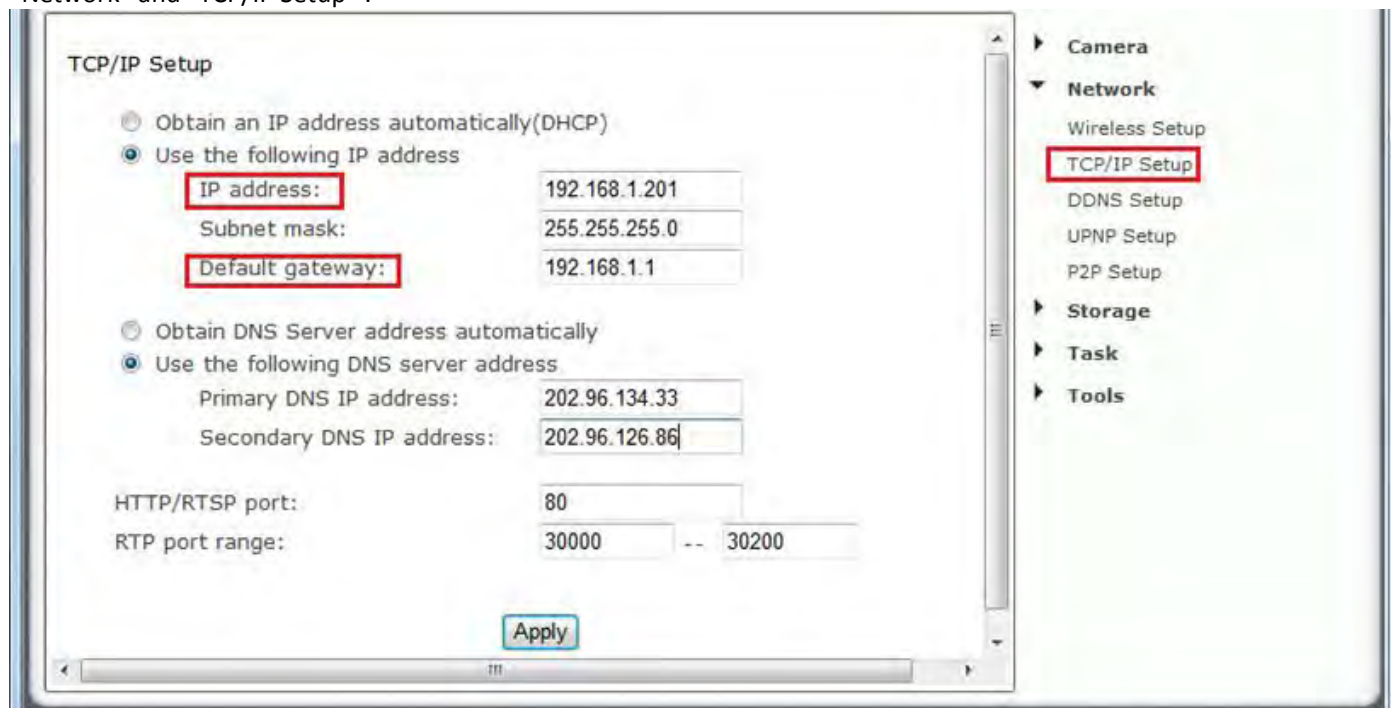 Network and TCP/IP Setup .
TCP/IP Setup
Obtain an IP address automatically(DHCP)
Use the following IP address
IP address: 192.168.1.201
Subnet mask: 255.255.255.0
Default gateway: 192.168.1.1
Obtain DNS Server address automatically
Use the following DNS server address
Primary DNS IP address: 202.96.134.33
Secondary DNS IP address: 202.96.126.86
HTTP/RTSP port: 80
RTP port range: 30000 -- 30200
Apply
Camera
Network
Wireless Setup
TCP/IP Setup
DDNS Setup
UPNP Setup
P2P Setup
Storage
Task
Tools